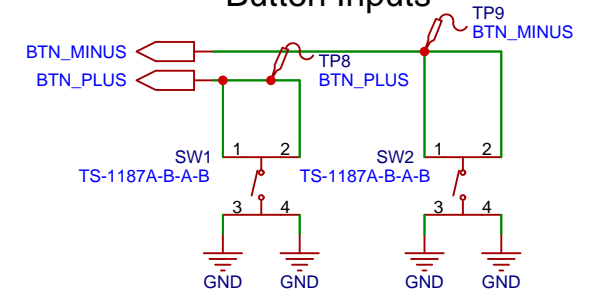 Button Inputs
TP9
BTN_MINUS
BTN_MINUS
TP8
BTN_PLUS
BTN_PLUS
1 2
1 2
SW1
TS-1187A-B-A-B
SW2
TS-1187A-B-A-B
3 4
3 4
GND
GND
GND
GND